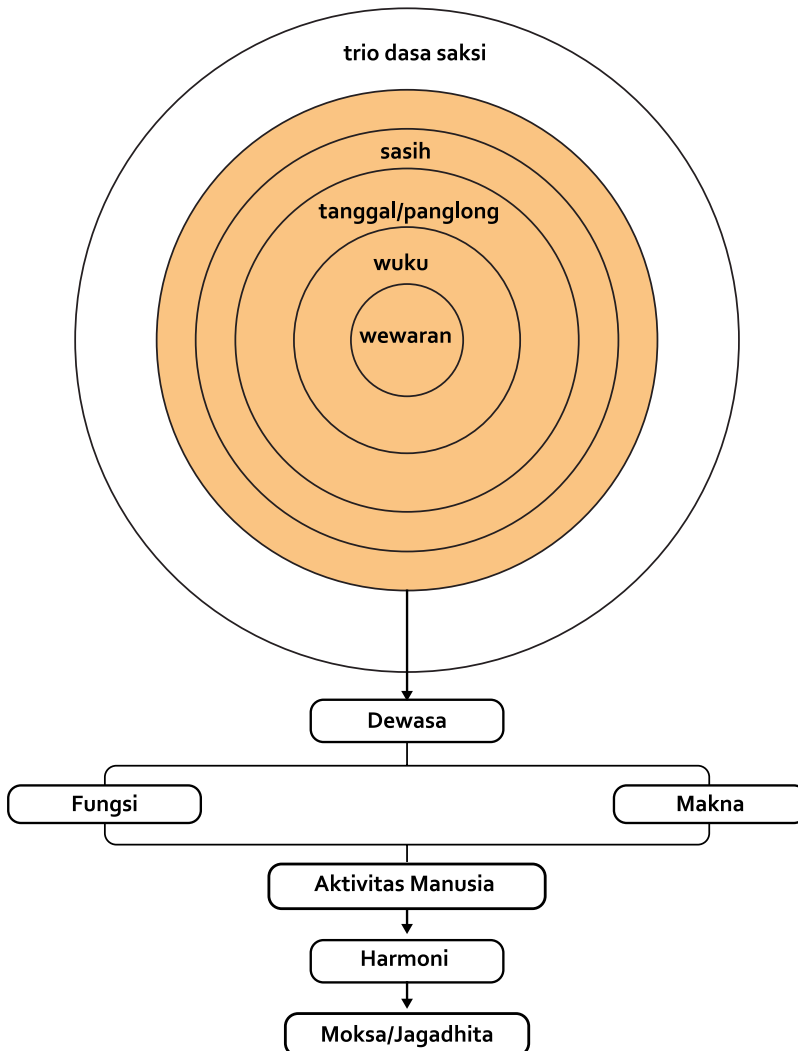 trio dasa saksi
sasih
tanggal/panglong
wuku
wewaran
Dewasa
Fungsi
Makna
Aktivitas Manusia
Harmoni
Moksa/Jagadhita